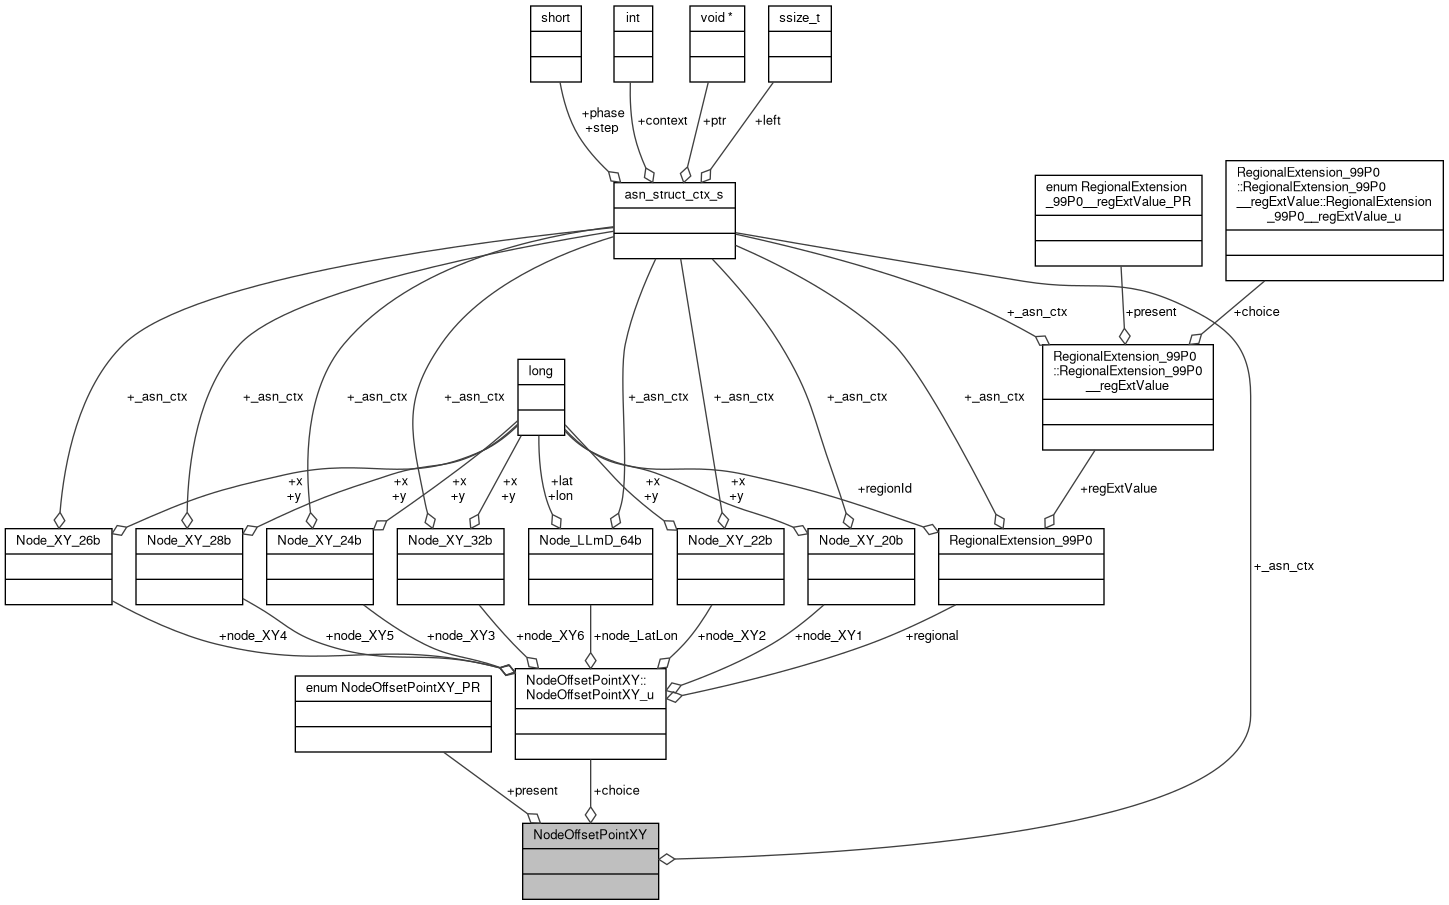 short
int
void *
ssize_t
+phase
+step
+context
+ptr
+left
asn_struct_ctx_s
enum RegionalExtension
_99P0__regExtValue_PR
RegionalExtension_99P0
::RegionalExtension_99P0
__regExtValue::RegionalExtension
_99P0__regExtValue_u
+_asn_ctx
+present
+choice
RegionalExtension_99P0
::RegionalExtension_99P0
__regExtValue
long
+_asn_ctx
+_asn_ctx
+_asn_ctx
+_asn_ctx
+_asn_ctx
+_asn_ctx
+_asn_ctx
+_asn_ctx
+x
+y
+x
+y
+x
+y
+x
+y
+lat
+lon
+x
+y
+x
+y
+regionId
+regExtValue
Node_XY_26b
Node_XY_28b
Node_XY_24b
Node_XY_32b
Node_LLmD_64b
Node_XY_22b
Node_XY_20b
RegionalExtension_99P0
+_asn_ctx
+node_XY4
+node_XY5
+node_XY3
+node_XY6
+node_LatLon
+node_XY2
+node_XY1
+regional
enum NodeOffsetPointXY_PR
NodeOffsetPointXY::
NodeOffsetPointXY_u
+present
+choice
NodeOffsetPointXY